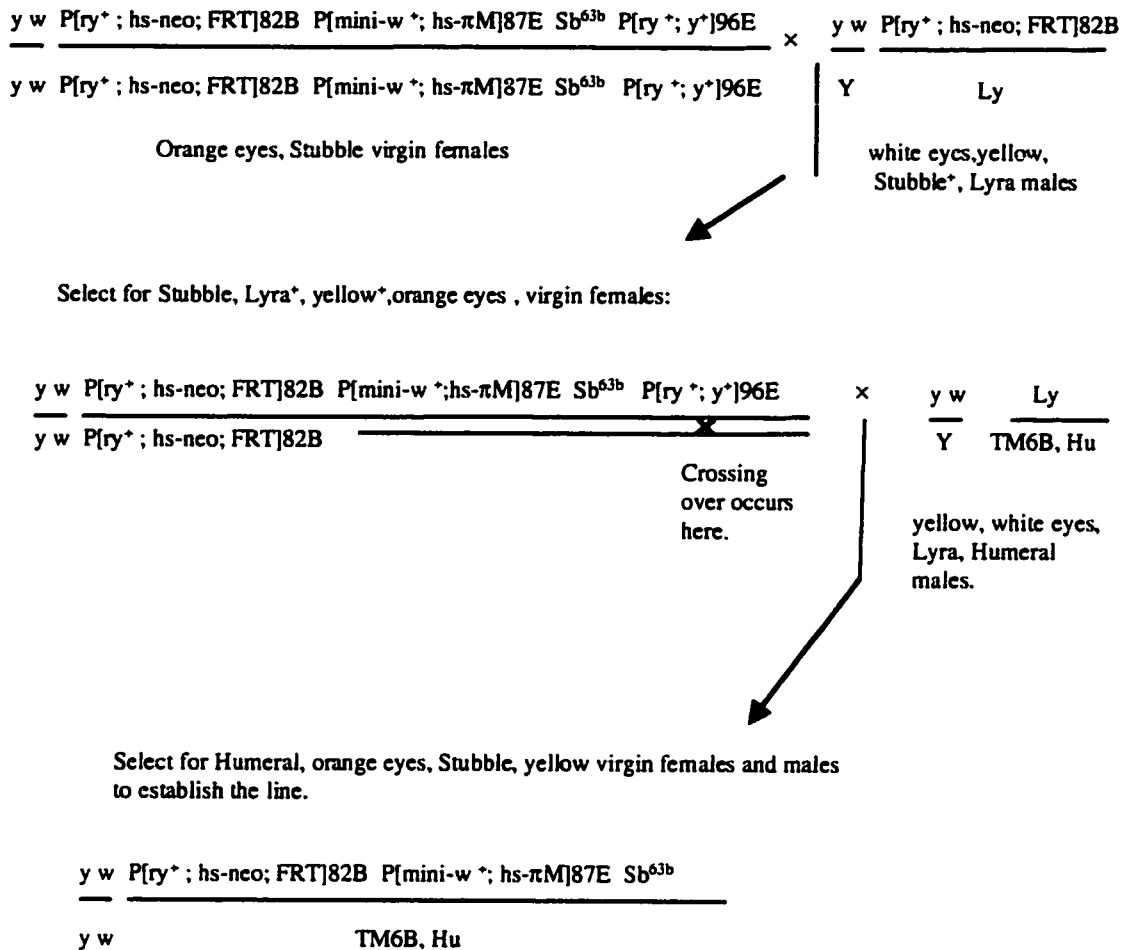 y w P[ry⁺ ; hs-neo; FRT]82B P[mini-w ⁺; hs-πM]87E Sb⁶³ᵇ P[ry ⁺; y⁺]96E × y w P[ry⁺ ; hs-neo; FRT]82B
y w P[ry⁺ ; hs-neo; FRT]82B P[mini-w ⁺; hs-πM]87E Sb⁶³ᵇ P[ry ⁺; y⁺]96E Y Ly
Orange eyes, Stubble virgin females
white eyes,yellow,
Stubble⁺, Lyra males
Select for Stubble, Lyra⁺, yellow⁺,orange eyes , virgin females:
y w P[ry⁺ ; hs-neo; FRT]82B P[mini-w ⁺;hs-πM]87E Sb⁶³ᵇ P[ry ⁺; y⁺]96E × y w Ly
y w P[ry⁺ ; hs-neo; FRT]82B Y TM6B, Hu
Crossing
over occurs
here.
yellow, white eyes,
Lyra, Humeral
males.
Select for Humeral, orange eyes, Stubble, yellow virgin females and males
to establish the line.
y w P[ry⁺ ; hs-neo; FRT]82B P[mini-w ⁺; hs-πM]87E Sb⁶³ᵇ
y w TM6B, Hu